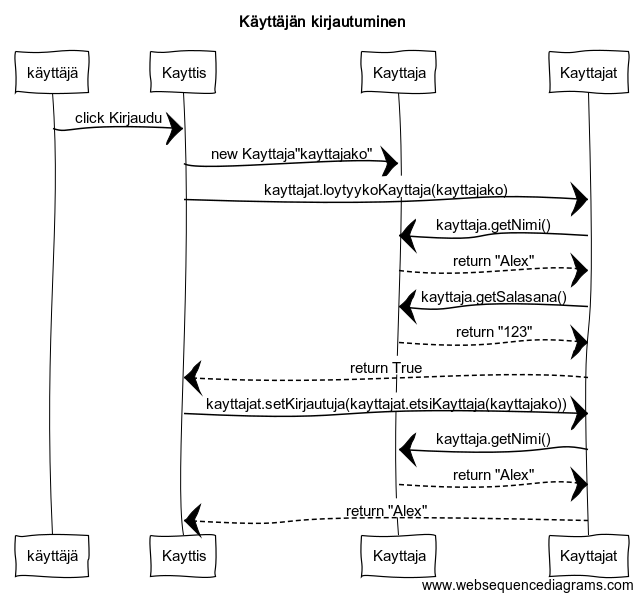 Käyttäjän kirjautuminen
käyttäjä
Kayttis
Kayttaja
Kayttajat
click Kirjaudu
new Kayttaja"kayttajako"
kayttajat.loytyykoKayttaja(kayttajako)
kayttaja.getNimi()
return "Alex"
kayttaja.getSalasana()
return "123"
return True
kayttajat.setKirjautuja(kayttajat.etsiKayttaja(kayttajako))
kayttaja.getNimi()
return "Alex"
return "Alex"
käyttäjä
Kayttis
Kayttaja
Kayttajat
www.websequencediagrams.com